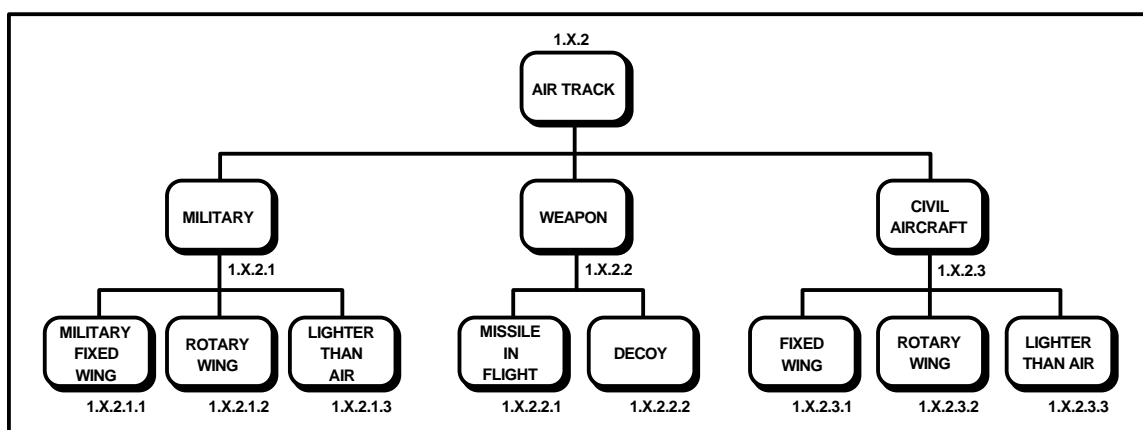 1.X.2
AIR TRACK
MILITARY
WEAPON
CIVIL
AIRCRAFT
1.X.2.1
1.X.2.2
1.X.2.3
MILITARY
FIXED
WING
ROTARY
WING
LIGHTER
THAN
AIR
MISSILE
IN
FLIGHT
DECOY
FIXED
WING
ROTARY
WING
LIGHTER
THAN AIR
1.X.2.1.1
1.X.2.1.2
1.X.2.1.3
1.X.2.2.1
1.X.2.2.2
1.X.2.3.1
1.X.2.3.2
1.X.2.3.3